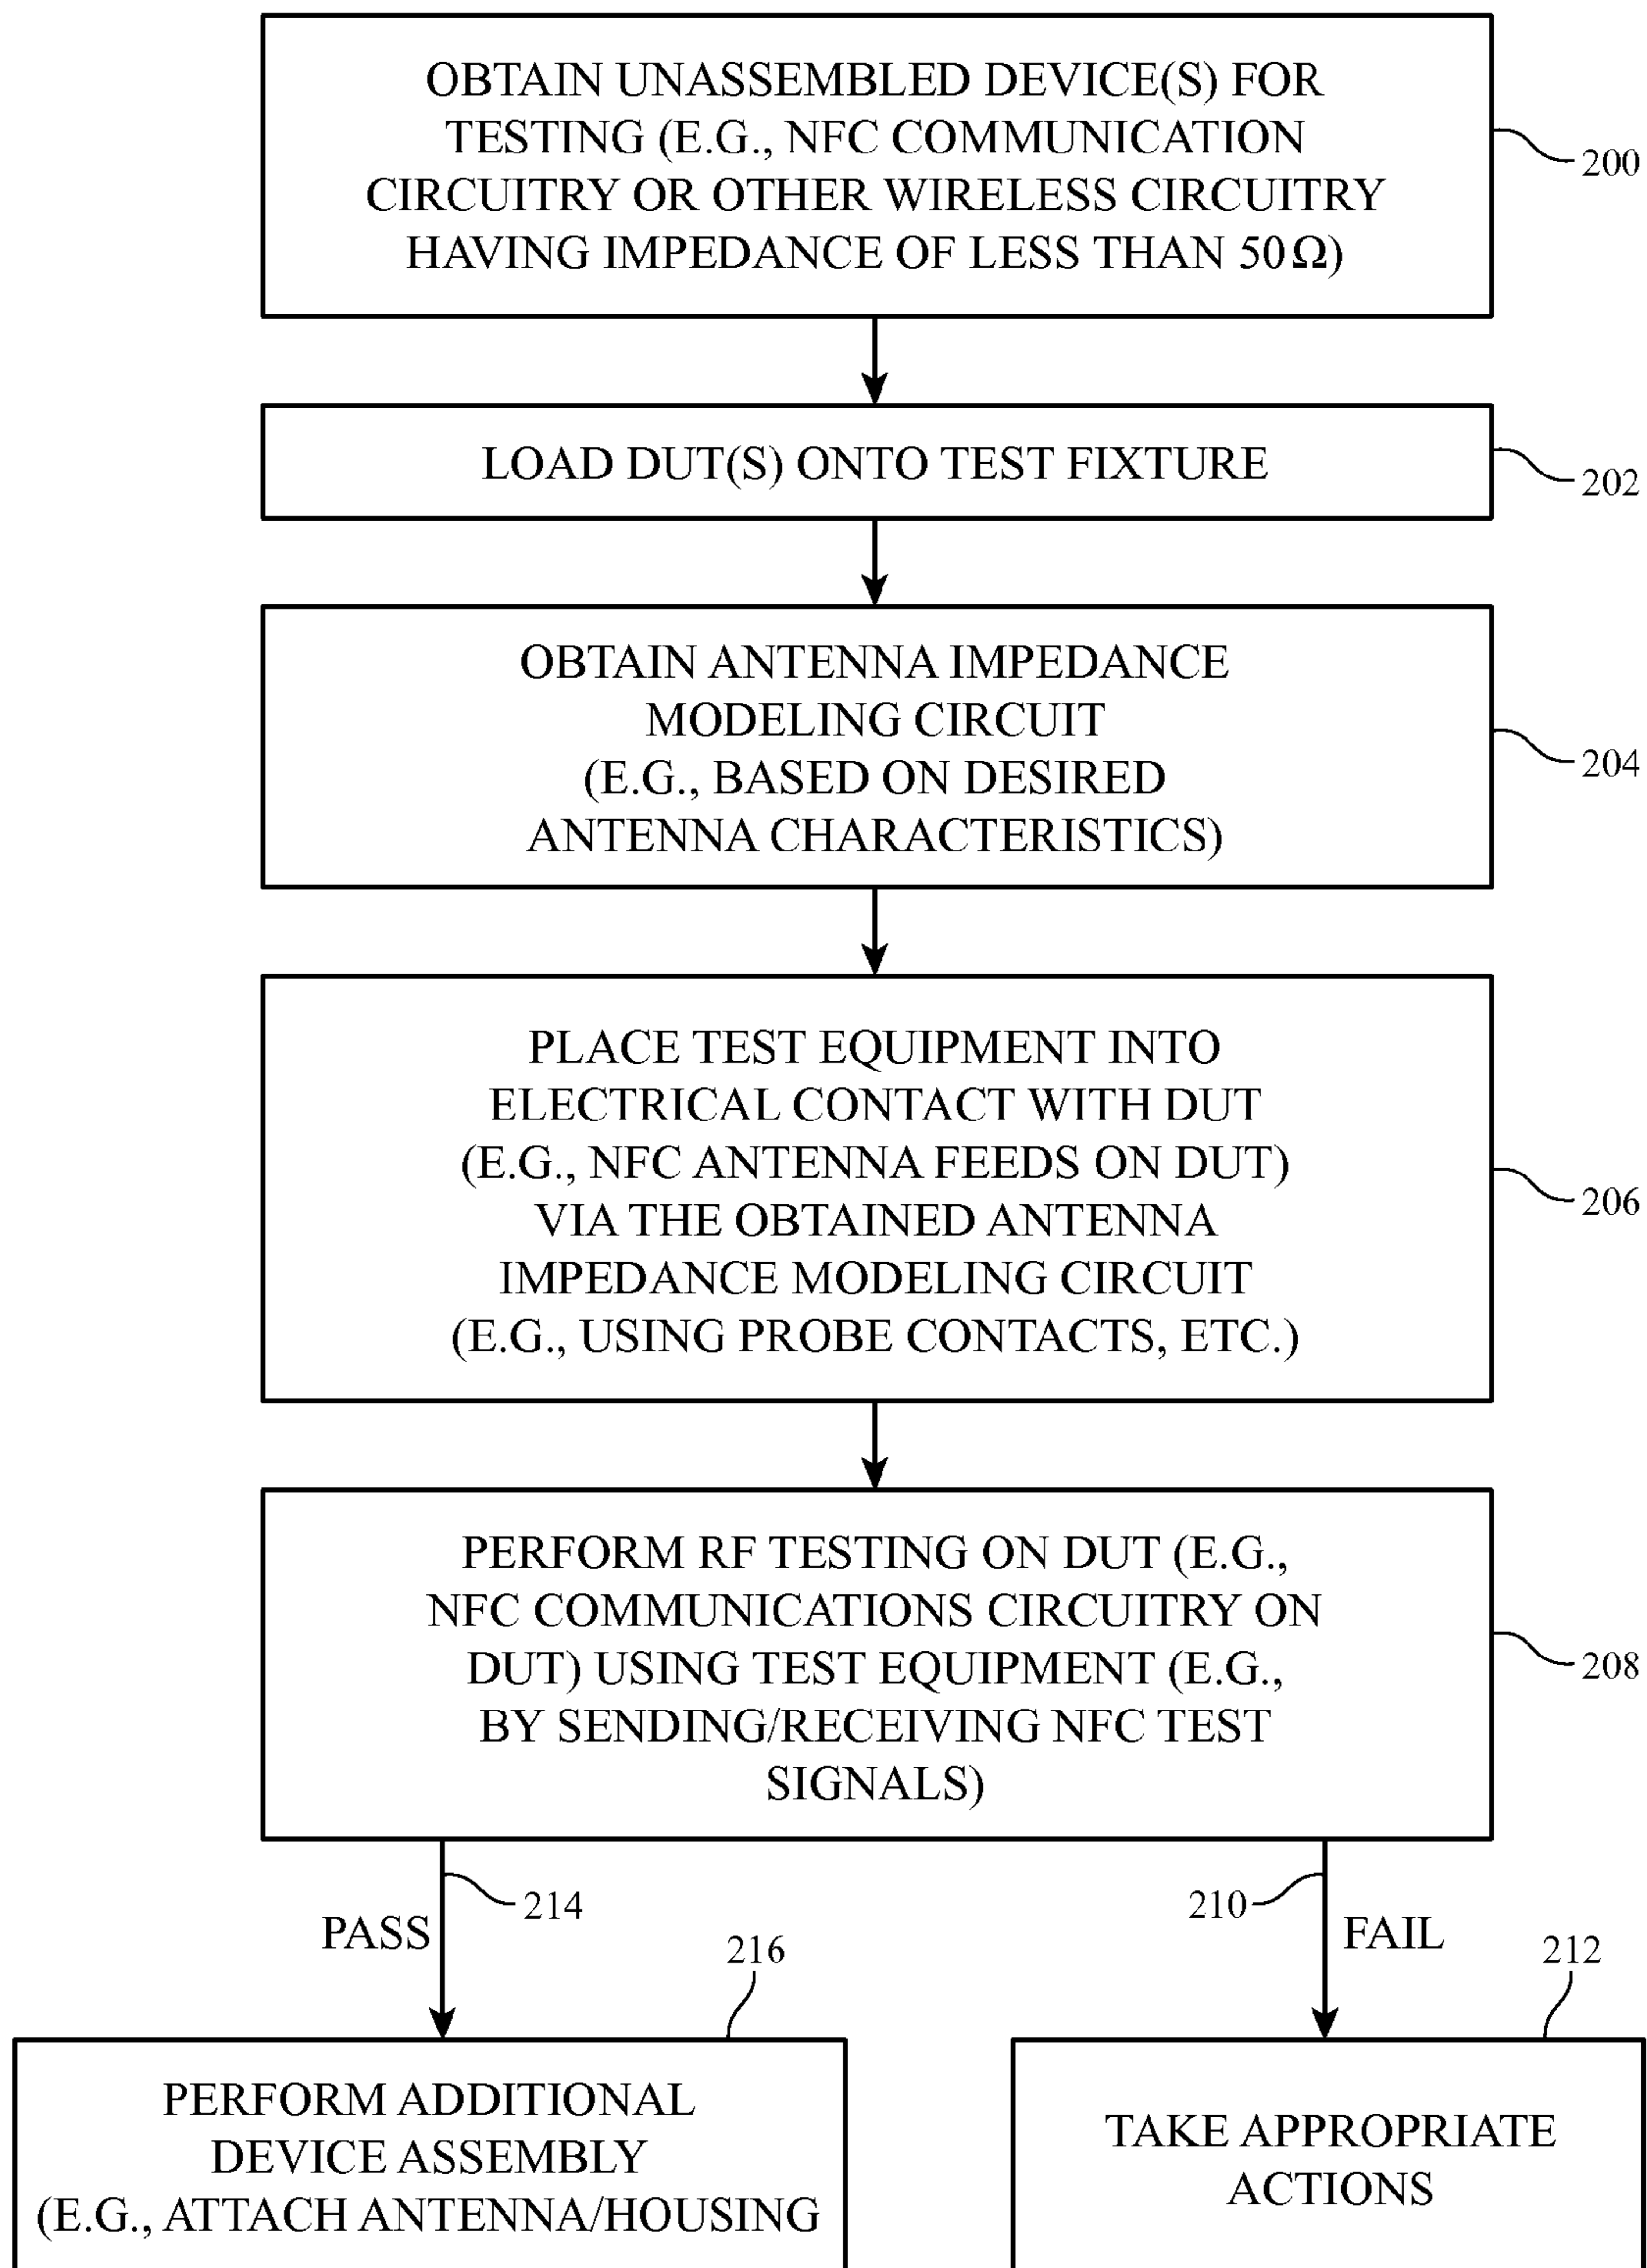 OBTAIN UNASSEMBLED DEVICE(S) FOR
TESTING (E.G., NFC COMMUNICATION
CIRCUITRY OR OTHER WIRELESS CIRCUITRY
HAVING IMPEDANCE OF LESS THAN 50 Ω)
200
LOAD DUT(S) ONTO TEST FIXTURE
202
OBTAIN ANTENNA IMPEDANCE
MODELING CIRCUIT
(E.G., BASED ON DESIRED
ANTENNA CHARACTERISTICS)
204
PLACE TEST EQUIPMENT INTO
ELECTRICAL CONTACT WITH DUT
(E.G., NFC ANTENNA FEEDS ON DUT)
VIA THE OBTAINED ANTENNA
IMPEDANCE MODELING CIRCUIT
(E.G., USING PROBE CONTACTS, ETC.)
206
PERFORM RF TESTING ON DUT (E.G.,
NFC COMMUNICATIONS CIRCUITRY ON
DUT) USING TEST EQUIPMENT (E.G.,
BY SENDING/RECEIVING NFC TEST
SIGNALS)
208
214
PASS
210
FAIL
216
PERFORM ADDITIONAL
DEVICE ASSEMBLY
(E.G., ATTACH ANTENNA/HOUSING
212
TAKE APPROPRIATE
ACTIONS